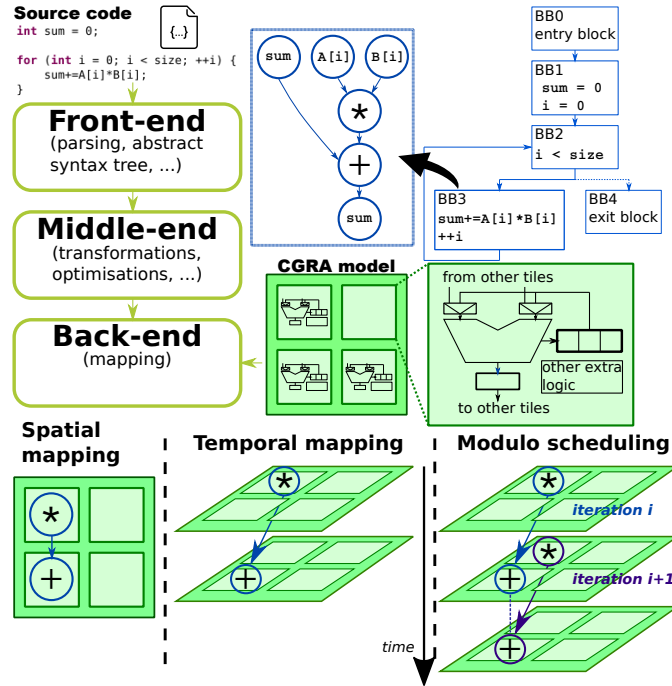 Source code
int sum = 0;
{...}
for (int i = 0; i < size; ++i) {
sum+=A[i]*B[i];
}
Front-end
(parsing, abstract
syntax tree, ...)
Middle-end
(transformations,
optimisations, ...)
Back-end
(mapping)
sum
A[i]
B[i]
*
+
sum
BB0
entry block
BB1
sum = 0
i = 0
BB2
i < size
BB3
sum+=A[i]*B[i]
++i
BB4
exit block
CGRA model
from other tiles
other extra
logic
to other tiles
Spatial
mapping
*
+
Temporal mapping
*
+
time
Modulo scheduling
*
iteration i
+
*
iteration i+1
+